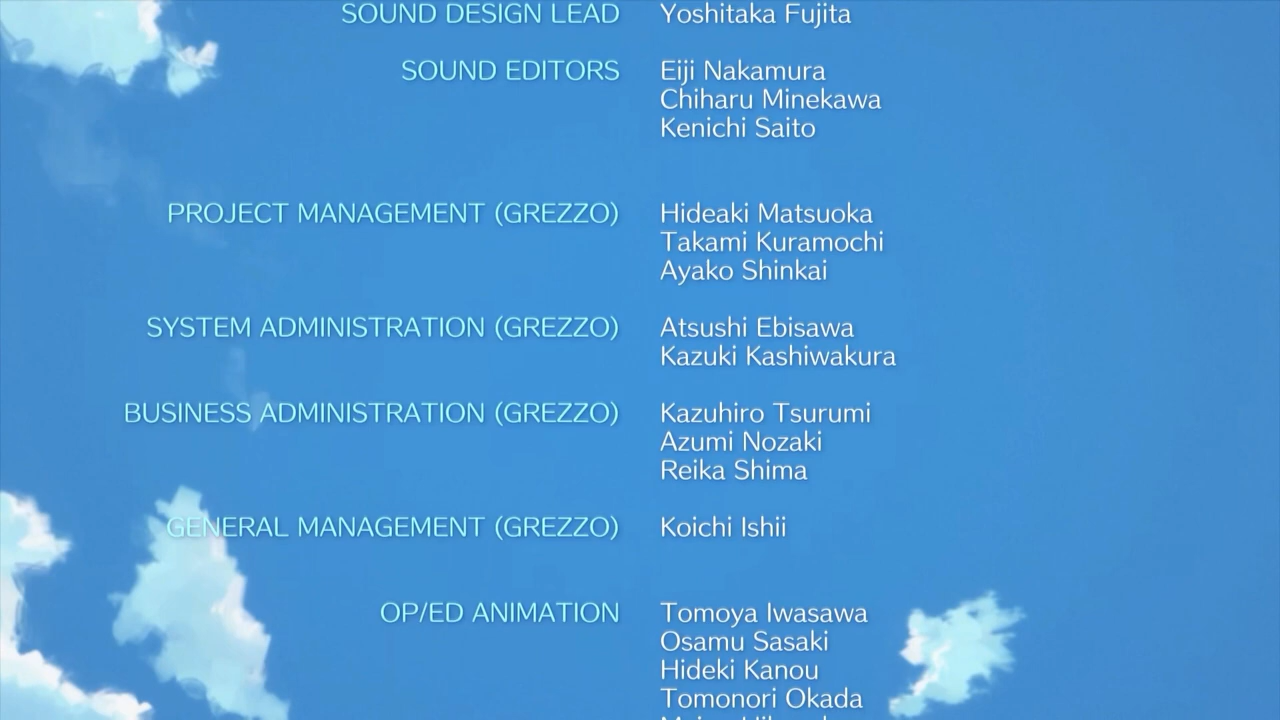 SOUND DESIGN LEAD Yoshitaka Fujita
SOUND EDITORS Eiji Nakamura
Chiharu Minekawa
Kenichi Saito
PROJECT MANAGEMENT (GREZZO) Hideaki Matsuoka
Takami Kuramochi
Ayako Shinkai
SYSTEM ADMINISTRATION (GREZZO) Atsushi Ebisawa
Kazuki Kashiwakura
BUSINESS ADMINISTRATION (GREZZO) Kazuhiro Tsurumi
Azumi Nozaki
Reika Shima
GENERAL MANAGEMENT (GREZZO) Koichi Ishii
OP/ED ANIMATION Tomoya Iwasawa
Osamu Sasaki
Hideki Kanou
Tomonori Okada